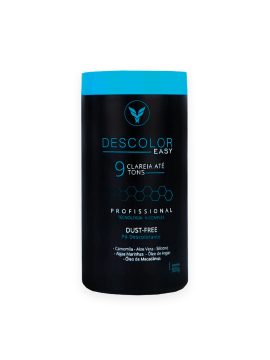 DESCOLOR
EASY
9 CLAREIA ATÉ
TONS
PROFISSIONAL
DUST-FREE
Pó Descolorante
• Camomila • Aloe Vera • Silicone
• Algas Marinhas • Óleo de Argan
• Óleo de Macadâmia